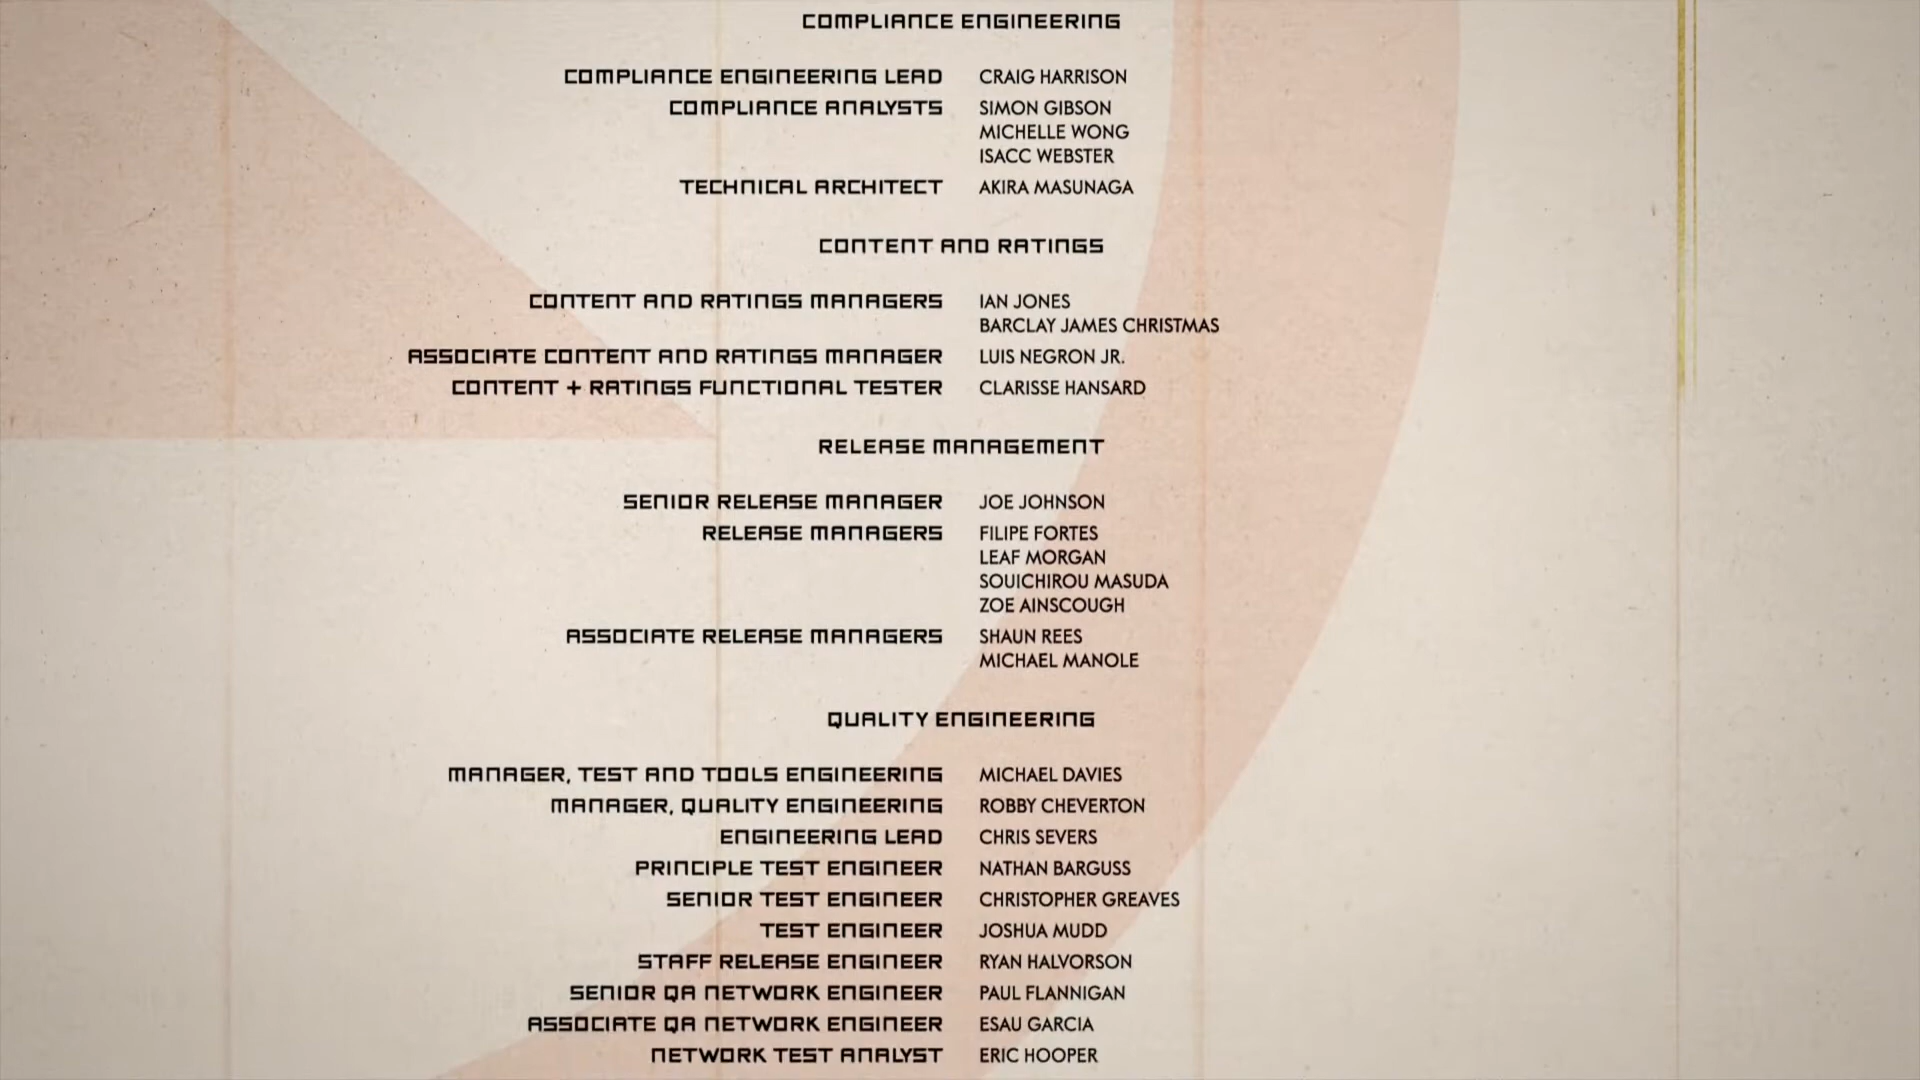 COMPLIANCE ENGINEERING
COMPLIANCE ENGINEERING LEAD CRAIG HARRISON
COMPLIANCE ANALYSTS SIMON GIBSON
MICHELLE WONG
ISACC WEBSTER
TECHNICAL ARCHITECT AKIRA MASUNAGA
CONTENT AND RATINGS
CONTENT AND RATINGS MANAGERS IAN JONES
BARCLAY JAMES CHRISTMAS
ASSOCIATE CONTENT AND RATINGS MANAGER LUIS NEGRON JR.
CONTENT + RATINGS FUNCTIONAL TESTER CLARISSE HANSARD
RELEASE MANAGEMENT
SENIOR RELEASE MANAGER JOE JOHNSON
RELEASE MANAGERS FILIPE FORTES
LEAF MORGAN
SOUICHIROU MASUDA
ZOE AINSCOUGH
ASSOCIATE RELEASE MANAGERS SHAUN REES
MICHAEL MANOLE
QUALITY ENGINEERING
MANAGER, TEST AND TOOLS ENGINEERING MICHAEL DAVIES
MANAGER, QUALITY ENGINEERING ROBBY CHEVERTON
ENGINEERING LEAD CHRIS SEVERS
PRINCIPLE TEST ENGINEER NATHAN BARGUSS
SENIOR TEST ENGINEER CHRISTOPHER GREAVES
TEST ENGINEER JOSHUA MUDD
STAFF RELEASE ENGINEER RYAN HALVORSON
SENIOR QA NETWORK ENGINEER PAUL FLANNIGAN
ASSOCIATE QA NETWORK ENGINEER ESAU GARCIA
NETWORK TEST ANALYST ERIC HOOPER